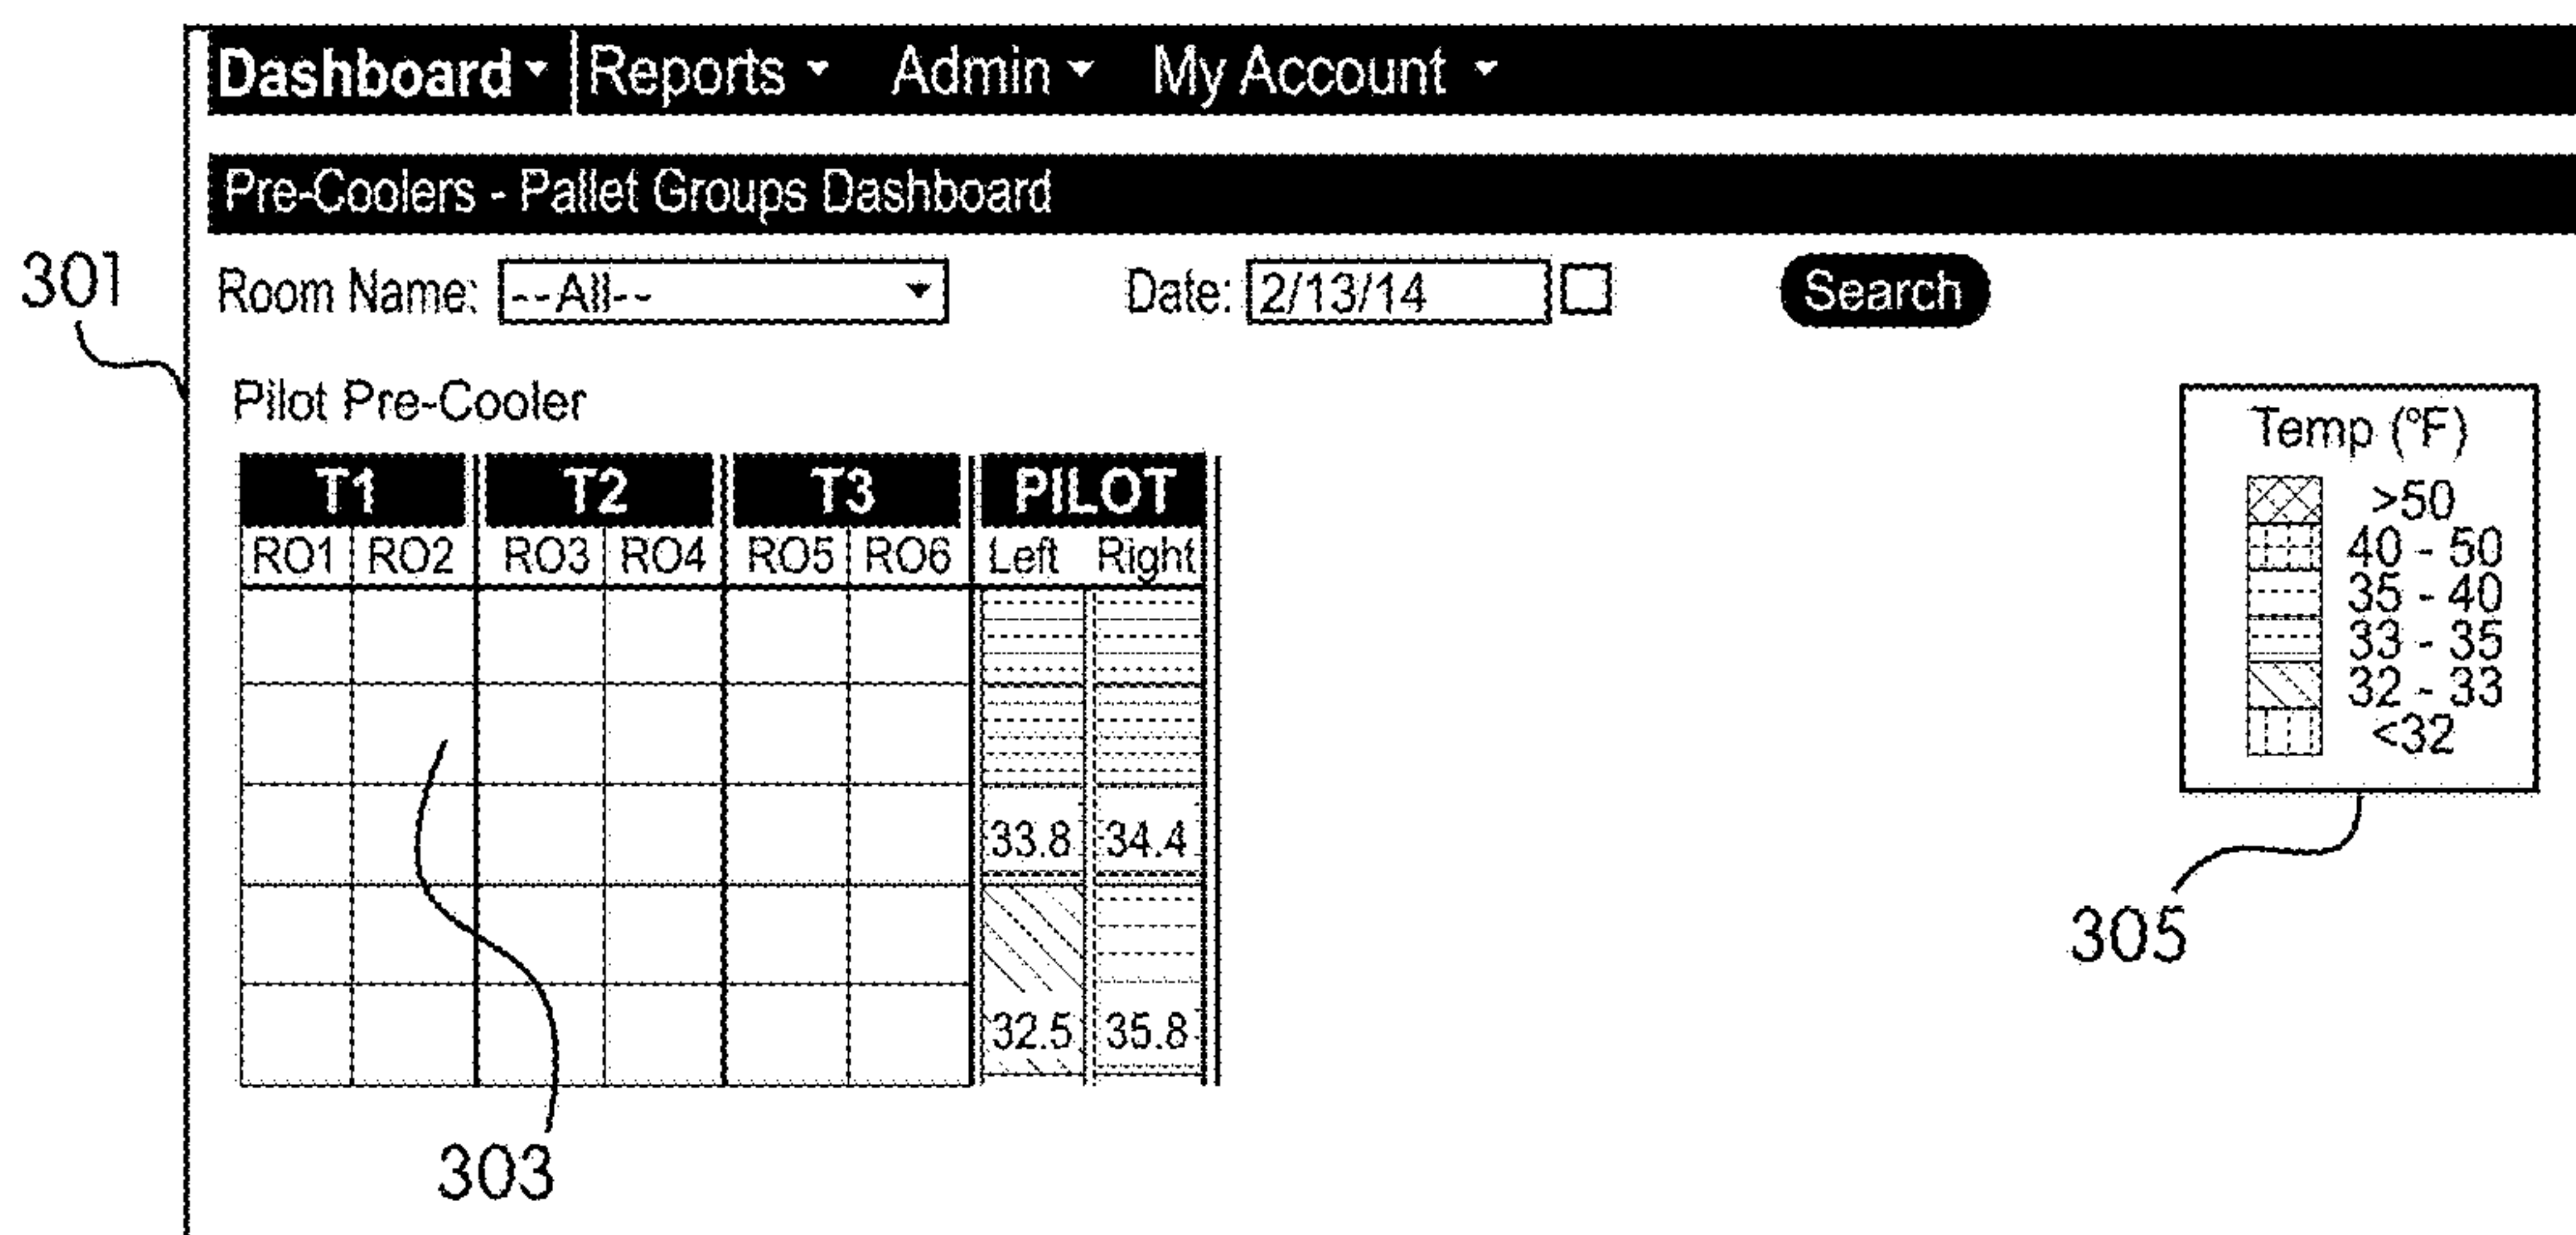 Dashboard Reports Admin My Account
Pre-Coolers - Pallet Groups Dashboard
301
Room Name: --All-- Date: 2/13/14 Search
Pilot Pre-Cooler
T1 T2 T3 PILOT
RO1 RO2 RO3 RO4 RO5 RO6 Left Right
33.8 34.4
32.5 35.8
303
Temp (°F)
>50
40 - 50
35 - 40
33 - 35
32 - 33
<32
305